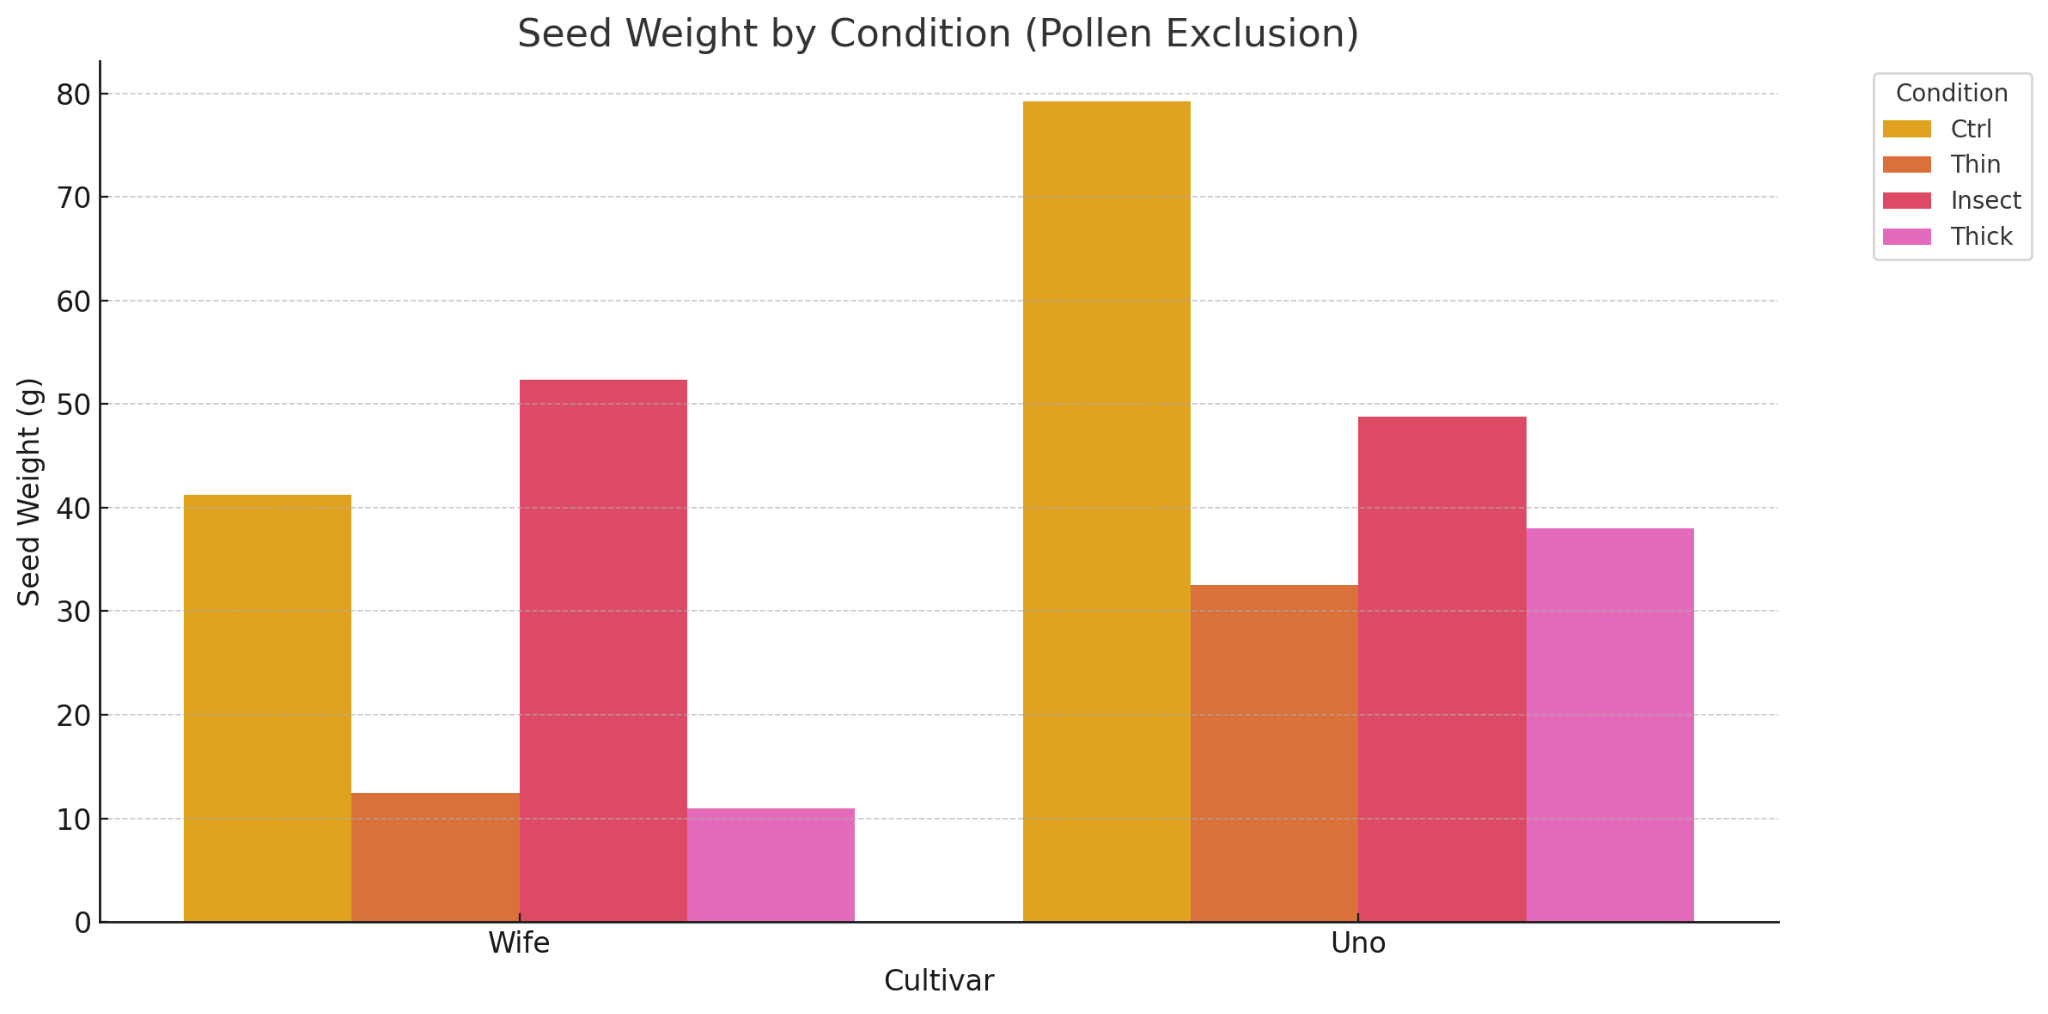 Seed Weight by Condition (Pollen Exclusion)
Seed Weight (g)
80
70
60
50
40
30
20
10
0
Wife
Uno
Cultivar
Condition
Ctrl
Thin
Insect
Thick